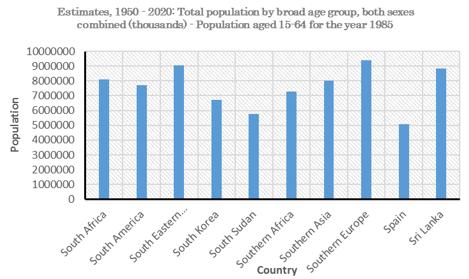 Estimates, 1950 - 2020: Total population by broad age group, both sexes
combined (thousands) - Population aged 15-64 for the year 1985
Population
10000000
9000000
8000000
7000000
6000000
5000000
4000000
3000000
2000000
1000000
0
South Africa
South America
South Eastern...
South Korea
South Sudan
Southern Africa
Southern Asia
Southern Europe
Spain
Sri Lanka
Country